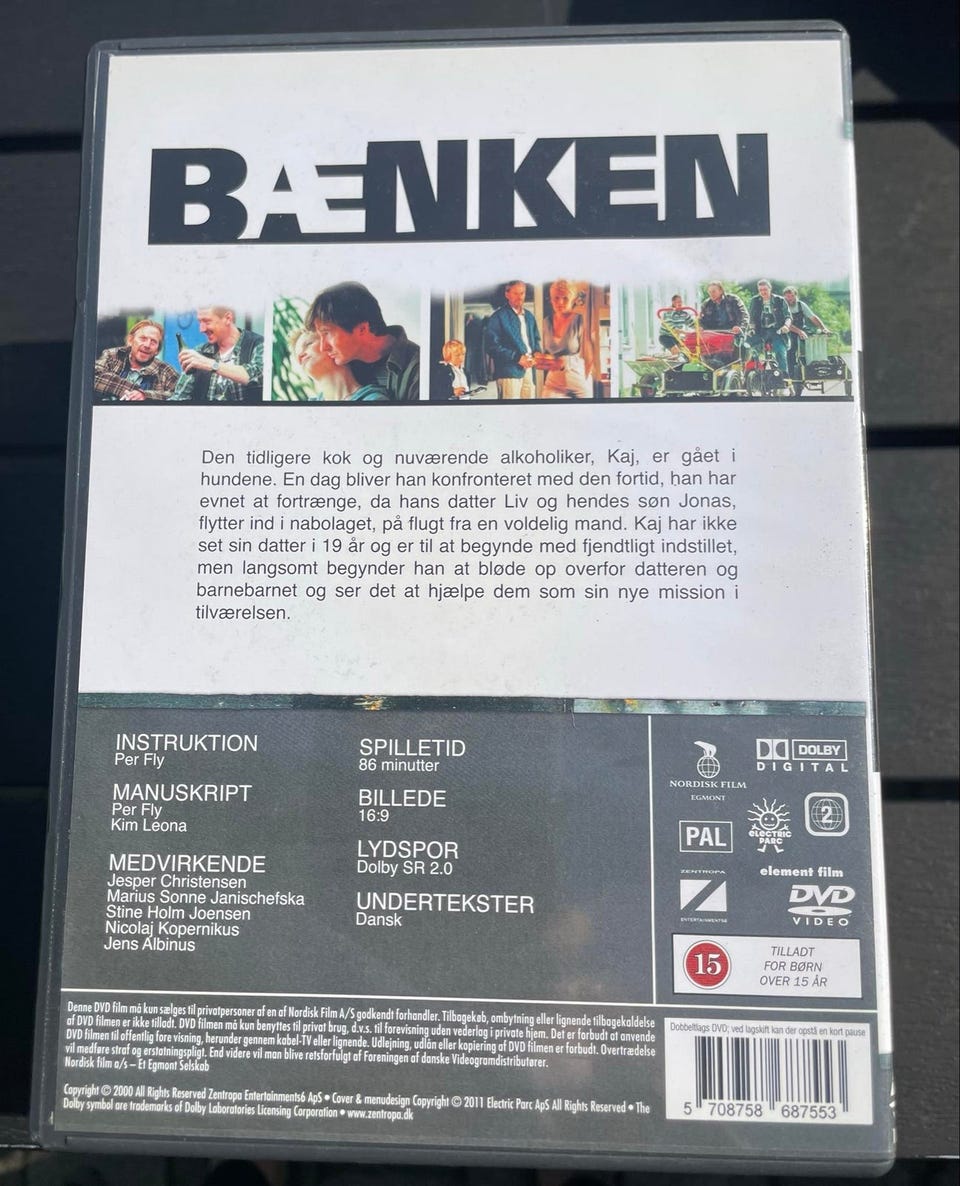 BÆNKEN
Den tidligere kok og nuværende alkoholiker, Kaj, er gået i
hundene. En dag bliver han konfronteret med den fortid, han har
evnet at fortrænge, da hans datter Liv og hendes søn Jonas,
flytter ind i nabolaget, på flugt fra en voldelig mand. Kaj har ikke
set sin datter i 19 år og er til at begynde med fjendtligt indstillet,
men langsomt begynder han at bløde op overfor datteren og
barnebarnet og ser det at hjælpe dem som sin nye mission i
tilværelsen.
INSTRUKTION
Per Fly
MANUSKRIPT
Per Fly
Kim Leona
MEDVIRKENDE
Jesper Christensen
Marius Sonne Janischefska
Stine Holm Joensen
Nicolaj Kopernikus
Jens Albinus
SPILLETID
86 minutter
BILLEDE
16:9
LYDSPOR
Dolby SR 2.0
UNDERTEKSTER
Dansk
NORDISK FILM
EGMONT
DOLBY
DIGITAL
PAL
ELECTRIC
PARC
2
ZENTROPA
ENTERTAINMENTS6
element film
DVD
VIDEO
15
TILLADT
FOR BØRN
OVER 15 ÅR
Denne DVD film må kun sælges til privatpersoner af en af Nordisk Film A/S godkendt forhandler. Tilbagekøb, ombytning eller lignende tilbagekaldelse
af DVD filmen er ikke tilladt. DVD filmen må kun benyttes til privat brug, d.v.s. til forevisning uden vederlag i private hjem. Det er forbudt at anvende
DVD filmen til offentlig fore visning, herunder gennem kabel-TV eller lignende. Udlejning, udlån eller kopiering af DVD filmen er forbudt. Overtrædelse
vil medføre straf og erstatningspligt. End videre vil man blive retsforfulgt af Foreningen af danske Videogramdistributører.
Nordisk film a/s – Et Egmont Selskab
Copyright © 2000 All Rights Reserved Zentropa Entertainments6 ApS • Cover & menudesign Copyright © 2011 Electric Parc ApS All Rights Reserved • The
Dolby symbol are trademarks of Dolby Laboratories Licensing Corporation • www.zentropa.dk
Dobbeltlags DVD; ved lagskift kan der opstå en kort pause
5 708758 687553